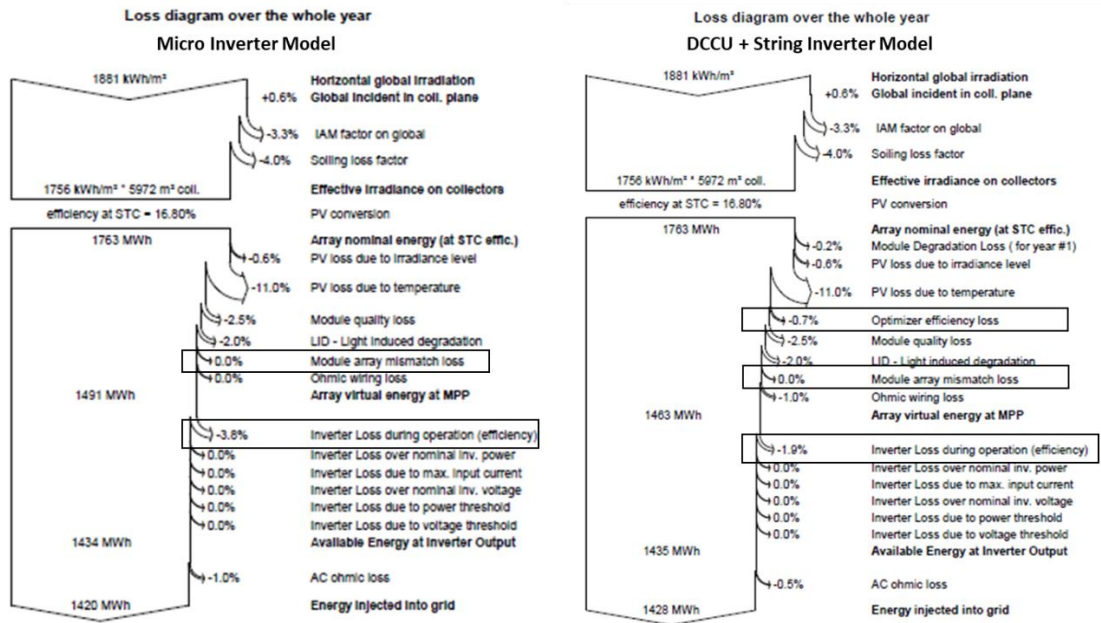 Loss diagram over the whole year
Micro Inverter Model
1881 kWh/m²
Horizontal global irradiation
+0.6% Global incident in coll. plane
-3.3% IAM factor on global
-4.0% Soiling loss factor
1756 kWh/m² * 5972 m² coll.
Effective irradiance on collectors
efficiency at STC = 16.80%
PV conversion
1763 MWh
Array nominal energy (at STC effic.)
-0.6% PV loss due to irradiance level
-11.0% PV loss due to temperature
-2.5% Module quality loss
-2.0% LID - Light induced degradation
0.0% Module array mismatch loss
0.0% Ohmic wiring loss
1491 MWh
Array virtual energy at MPP
-3.8% Inverter Loss during operation (efficiency)
0.0% Inverter Loss over nominal inv. power
0.0% Inverter Loss due to max. input current
0.0% Inverter Loss over nominal inv. voltage
0.0% Inverter Loss due to power threshold
0.0% Inverter Loss due to voltage threshold
1434 MWh
Available Energy at Inverter Output
-1.0% AC ohmic loss
1420 MWh
Energy injected into grid
Loss diagram over the whole year
DCCU + String Inverter Model
1881 kWh/m²
Horizontal global irradiation
+0.6% Global incident in coll. plane
-3.3% IAM factor on global
-4.0% Soiling loss factor
1756 kWh/m² * 5972 m² coll.
Effective irradiance on collectors
efficiency at STC = 16.80%
PV conversion
1763 MWh
Array nominal energy (at STC effic.)
-0.2% Module Degradation Loss ( for year #1)
-0.6% PV loss due to irradiance level
-11.0% PV loss due to temperature
-0.7% Optimizer efficiency loss
-2.5% Module quality loss
-2.0% LID - Light induced degradation
0.0% Module array mismatch loss
-1.0% Ohmic wiring loss
1463 MWh
Array virtual energy at MPP
-1.9% Inverter Loss during operation (efficiency)
0.0% Inverter Loss over nominal inv. power
0.0% Inverter Loss due to max. input current
0.0% Inverter Loss over nominal inv. voltage
0.0% Inverter Loss due to power threshold
0.0% Inverter Loss due to voltage threshold
1435 MWh
Available Energy at Inverter Output
-0.5% AC ohmic loss
1428 MWh
Energy injected into grid